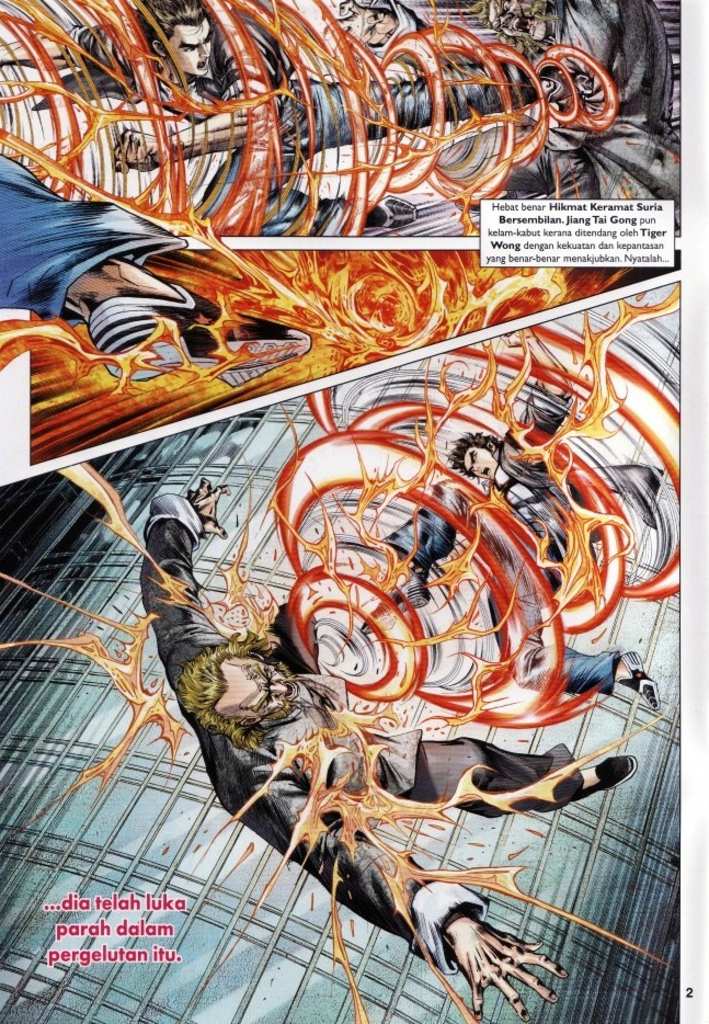 Hebat benar Hikmat Keramat Suria
Bersembilan. Jiang Tai Gong pun
kelam-kabut kerana ditendang oleh Tiger
Wong dengan kekuatan dan kepantasan
yang benar-benar menakjubkan. Nyatalah...
...dia telah luka
parah dalam
pergelutan itu.
2